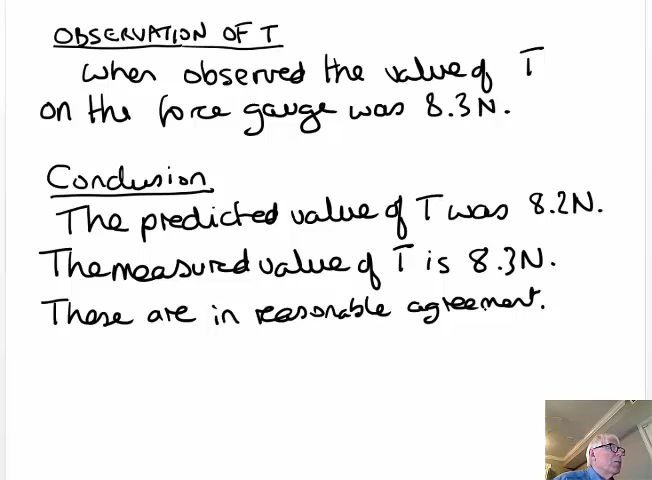 OBSERVATION OF T
When observed the value of T
on the force gauge was 8.3N.
Conclusion
The predicted value of T was 8.2N.
The measured value of T is 8.3N.
These are in reasonable agreement.